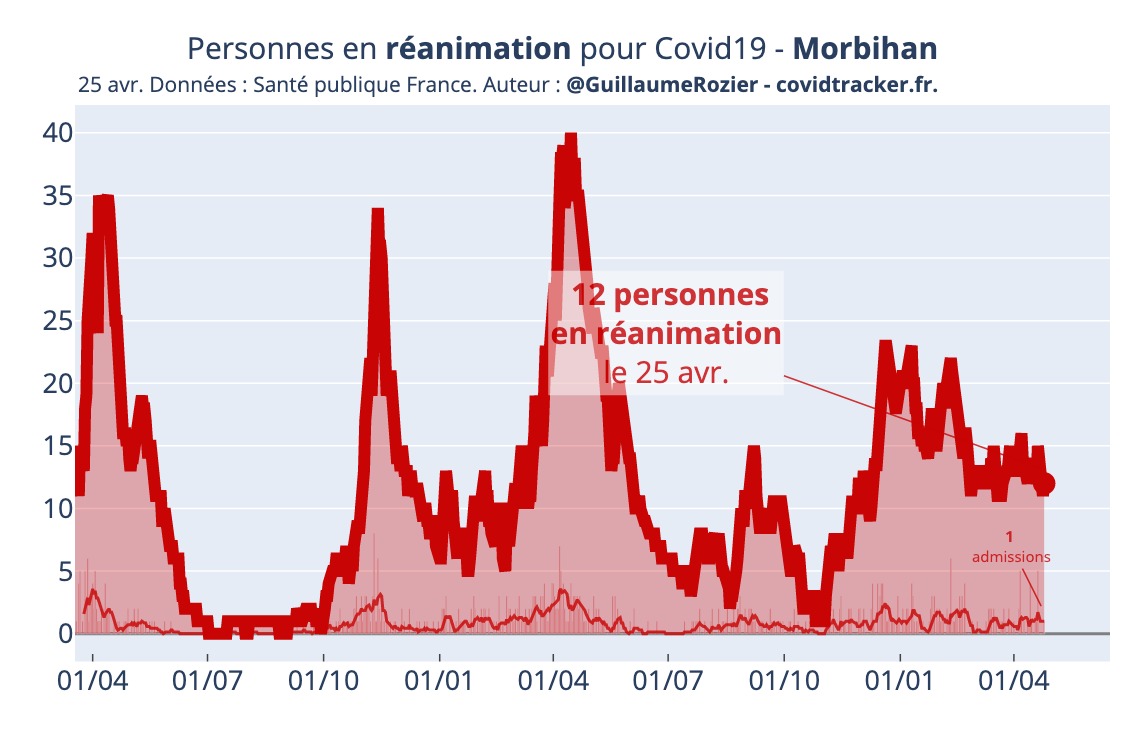 Personnes en réanimation pour Covid19 - Morbihan
25 avr. Données : Santé publique France. Auteur : @GuillaumeRozier - covidtracker.fr.
40
35
30
25
20
15
10
5
0
12 personnes
en réanimation
le 25 avr.
1
admissions
01/04 01/07 01/10 01/01 01/04 01/07 01/10 01/01 01/04